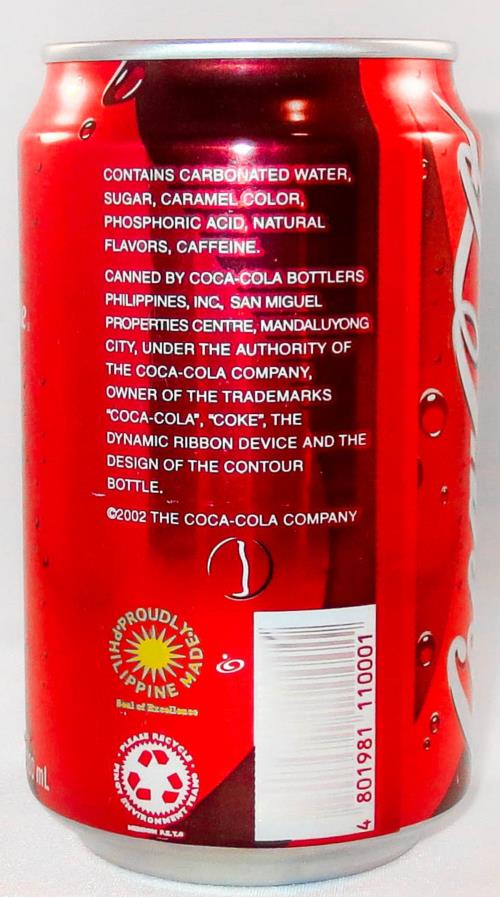 CONTAINS CARBONATED WATER,
SUGAR, CARAMEL COLOR,
PHOSPHORIC ACID, NATURAL
FLAVORS, CAFFEINE.
CANNED BY COCA-COLA BOTTLERS
PHILIPPINES, INC., SAN MIGUEL
PROPERTIES CENTRE, MANDALUYONG
CITY, UNDER THE AUTHORITY OF
THE COCA-COLA COMPANY,
OWNER OF THE TRADEMARKS
"COCA-COLA", "COKE", THE
DYNAMIC RIBBON DEVICE AND THE
DESIGN OF THE CONTOUR
BOTTLE.
©2002 THE COCA-COLA COMPANY
PROUDLY
PHILIPPINE MADE
Seal of Excellence
PLEASE RECYCLE
ENVIRONMENT
mL
4 801981 110001